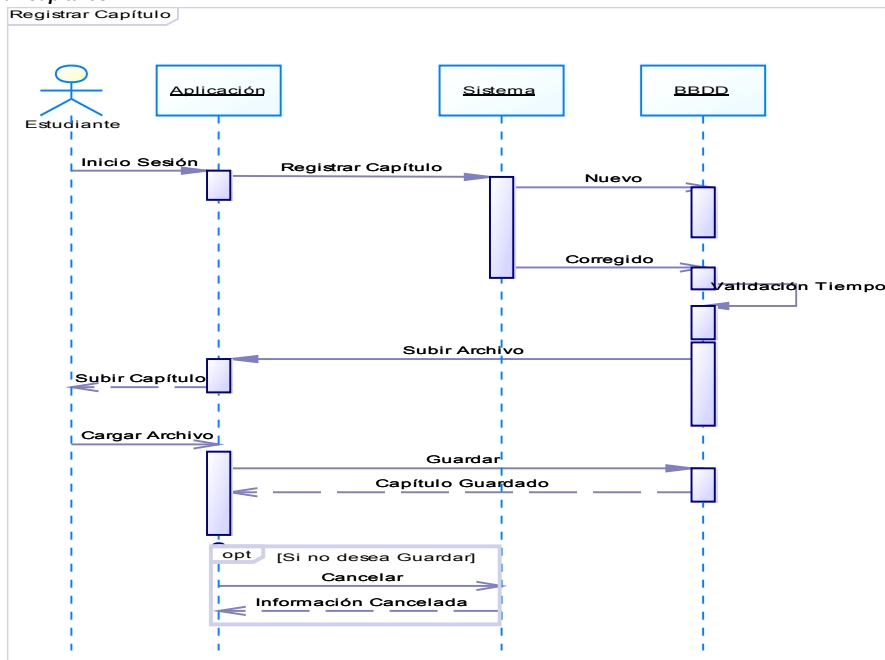 Registrar Capítulo
Aplicación
Sistema
BBDD
Estudiante
Inicio Sesión
Registrar Capítulo
Nuevo
Corregido
Validación Tiempo
Subir Archivo
Subir Capítulo
Cargar Archivo
Guardar
Capítulo Guardado
opt [Si no desea Guardar]
Cancelar
Información Cancelada